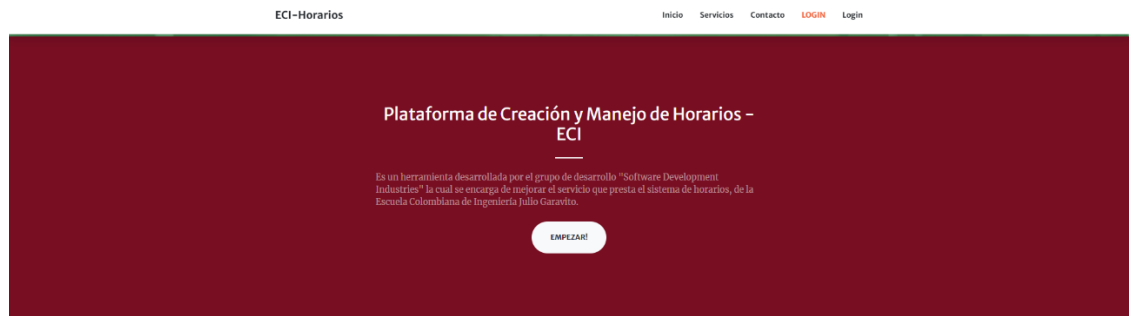 ECI-Horarios
Inicio Servicios Contacto LOGIN Login
Plataforma de Creación y Manejo de Horarios -
ECI
Es un herramienta desarrollada por el grupo de desarrollo "Software Development
Industries" la cual se encarga de mejorar el servicio que presta el sistema de horarios, de la
Escuela Colombiana de Ingeniería Julio Garavito.
EMPEZAR!